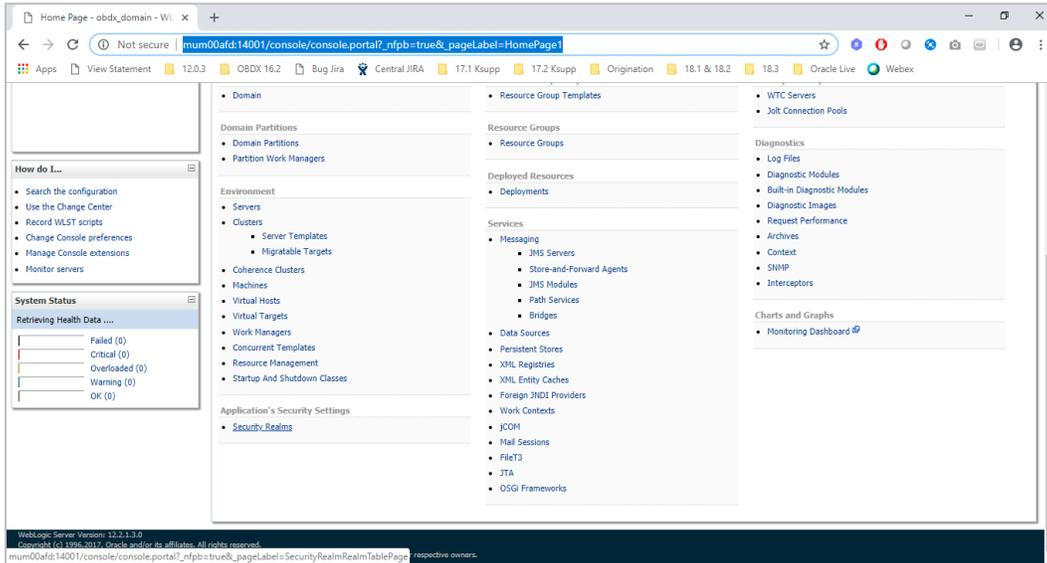 Home Page - obdx_domain - WL
Not secure | mum00afd:14001/console/console.portal?_nfpb=true&_pageLabel=HomePage1
Apps View Statement 12.0.3 OBDX 16.2 Bug Jira Central JIRA 17.1 Ksupp 17.2 Ksupp Origination 18.1 & 18.2 18.3 Oracle Live Webex
How do I...
Search the configuration
Use the Change Center
Record WLST scripts
Change Console preferences
Manage Console extensions
Monitor servers
System Status
Retrieving Health Data ....
Failed (0)
Critical (0)
Overloaded (0)
Warning (0)
OK (0)
Domain
Domain Partitions
Domain Partitions
Partition Work Managers
Environment
Servers
Clusters
Server Templates
Migratable Targets
Coherence Clusters
Machines
Virtual Hosts
Virtual Targets
Work Managers
Concurrent Templates
Resource Management
Startup And Shutdown Classes
Application's Security Settings
Security Realms
Resource Group Templates
Resource Groups
Resource Groups
Deployed Resources
Deployments
Services
Messaging
JMS Servers
Store-and-Forward Agents
JMS Modules
Path Services
Bridges
Data Sources
Persistent Stores
XML Registries
XML Entity Caches
Foreign JNDI Providers
Work Contexts
jCOM
Mail Sessions
FileT3
JTA
OSGi Frameworks
WTC Servers
Jolt Connection Pools
Diagnostics
Log Files
Diagnostic Modules
Built-in Diagnostic Modules
Diagnostic Images
Request Performance
Archives
Context
SNMP
Interceptors
Charts and Graphs
Monitoring Dashboard
WebLogic Server Version: 12.2.1.3.0
Copyright (c) 1996,2017, Oracle and/or its affiliates. All rights reserved.
mum00afd:14001/console/console.portal?_nfpb=true&_pageLabel=SecurityRealmRealmTablePage respective owners.